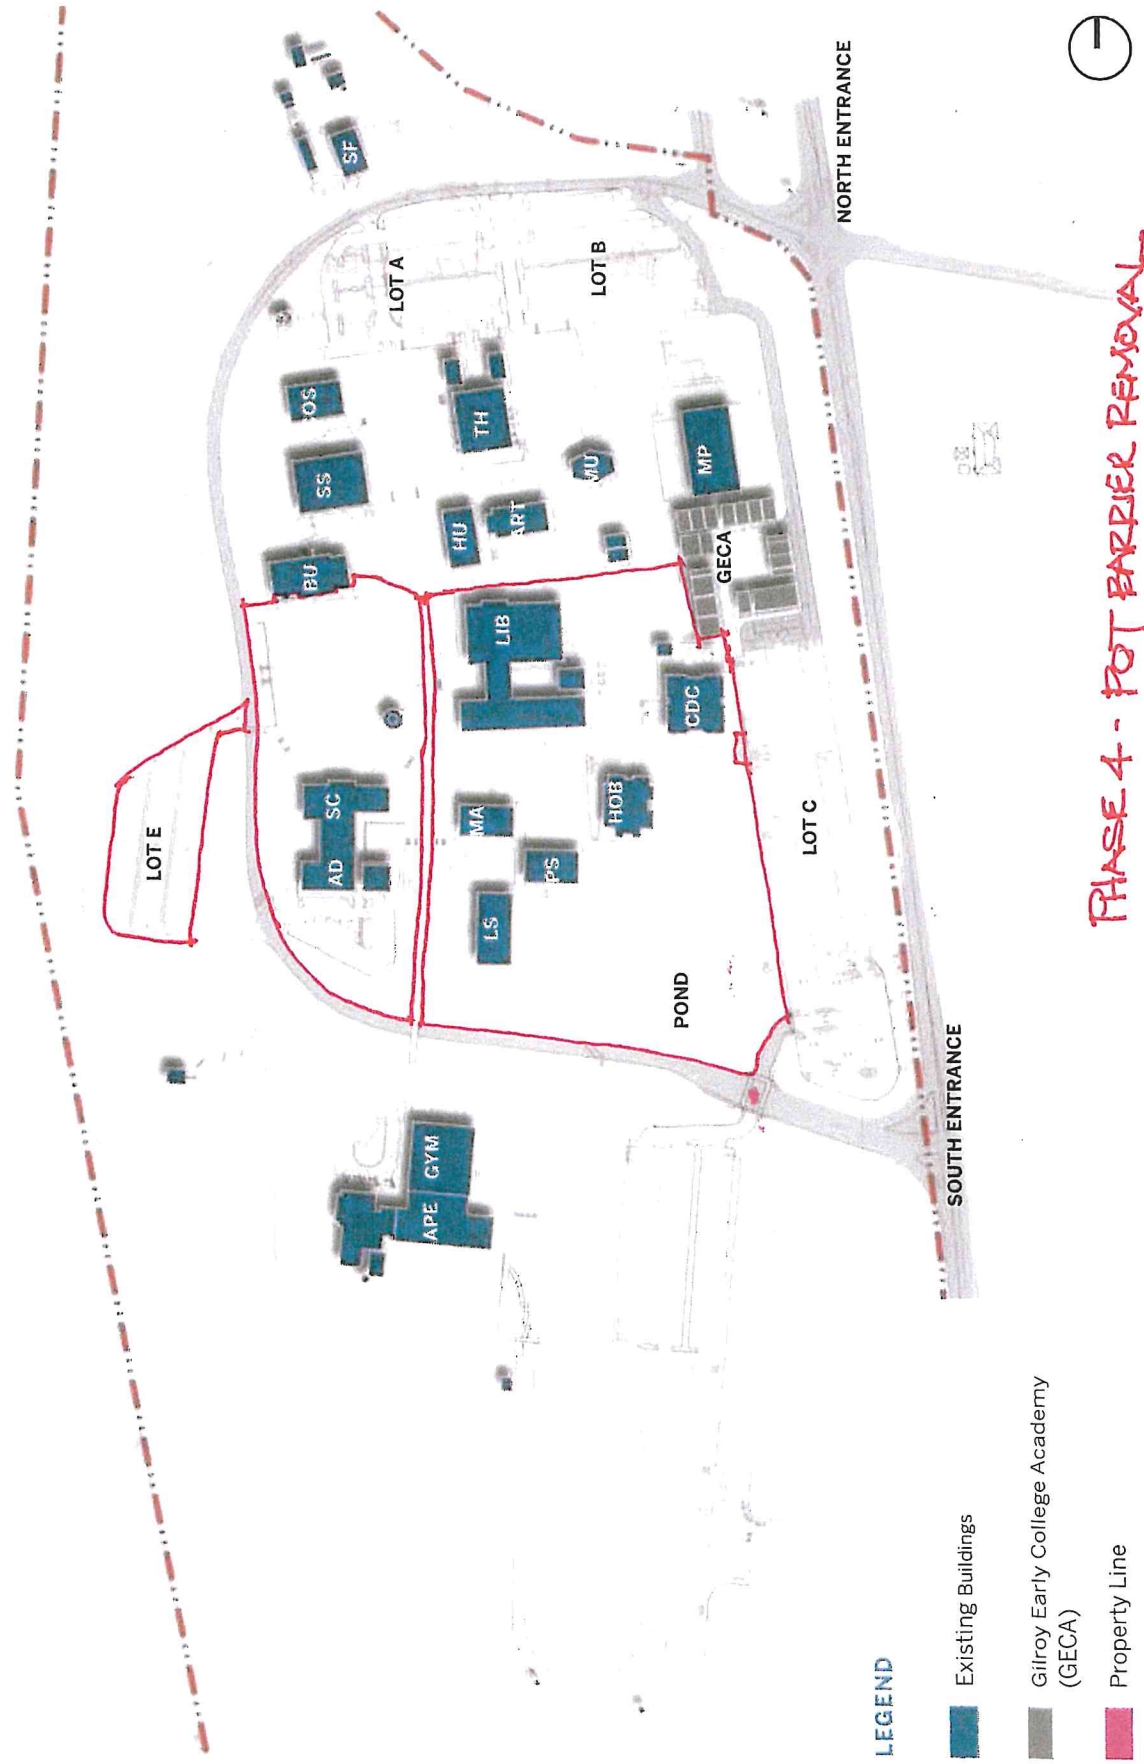 SF
LOT A
LOT B
NORTH ENTRANCE
OS
SS
BU
TH
HU
ART
MU
MP
GECA
LIB
CDC
LOT E
SC
AD
MA
HOB
PS
LS
LOT C
POND
GYM
APE
SOUTH ENTRANCE
PHASE 4 - POT BARRIER REMOVAL
LEGEND
Existing Buildings
Gilroy Early College Academy
(GECA)
Property Line